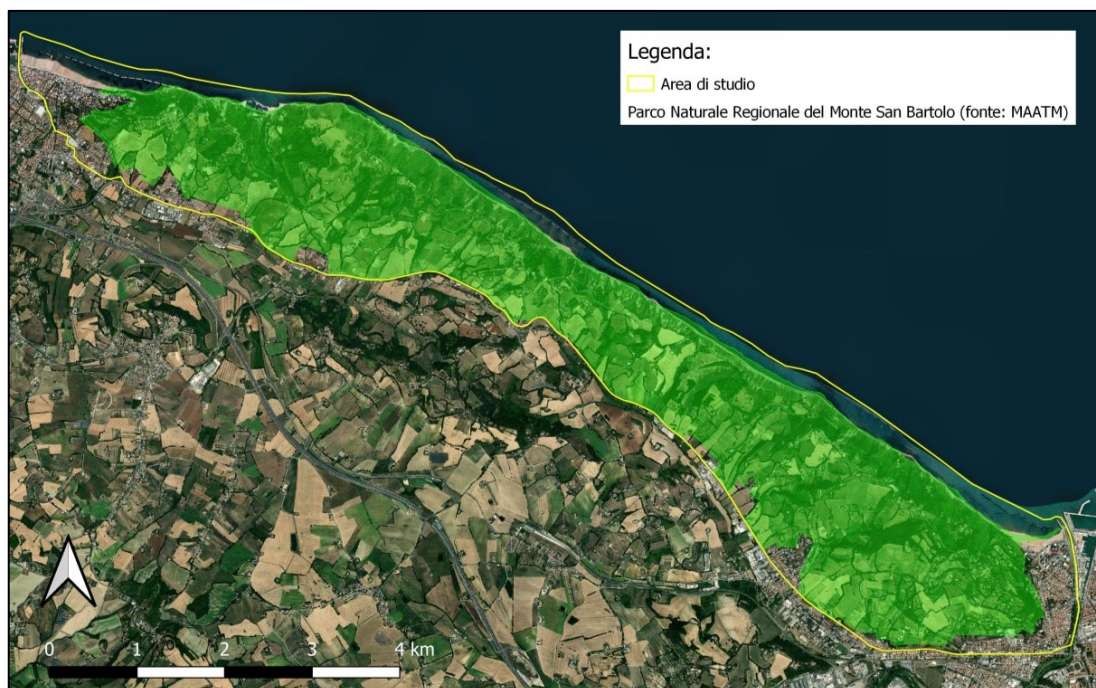 Legenda:
Area di studio
Parco Naturale Regionale del Monte San Bartolo (fonte: MAATM)
0 1 2 3 4 km